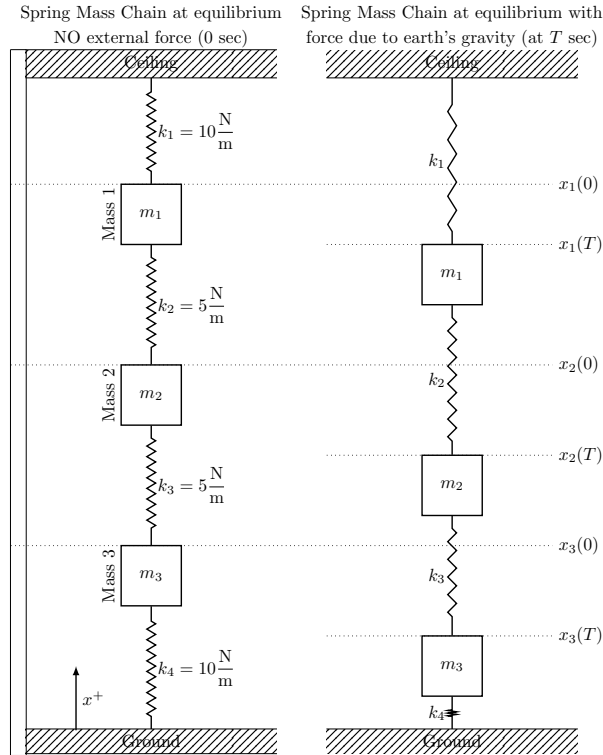 Spring Mass Chain at equilibrium
NO external force (0 sec)
Spring Mass Chain at equilibrium with
force due to earth's gravity (at T sec)
Ceiling
Ceiling
k₁ = 10 N/m
k₁
x₁(0)
Mass 1
m₁
x₁(T)
m₁
k₂ = 5 N/m
x₂(0)
k₂
Mass 2
m₂
x₂(T)
m₂
k₃ = 5 N/m
x₃(0)
k₃
Mass 3
m₃
x₃(T)
m₃
k₄ = 10 N/m
x⁺
k₄
Ground
Ground